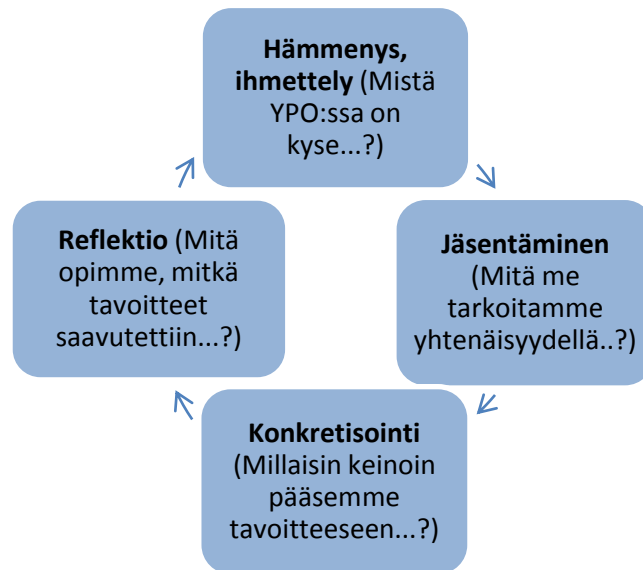 Hämmenys,
ihmettely (Mistä
YPO:ssa on
kyse...?)
Jäsentäminen
(Mitä me
tarkoitamme
yhtenäisyydellä..?)
Konkretisointi
(Millaisin keinoin
pääsemme
tavoitteeseen...?)
Reflektio (Mitä
opimme, mitkä
tavoitteet
saavutettiin...?)